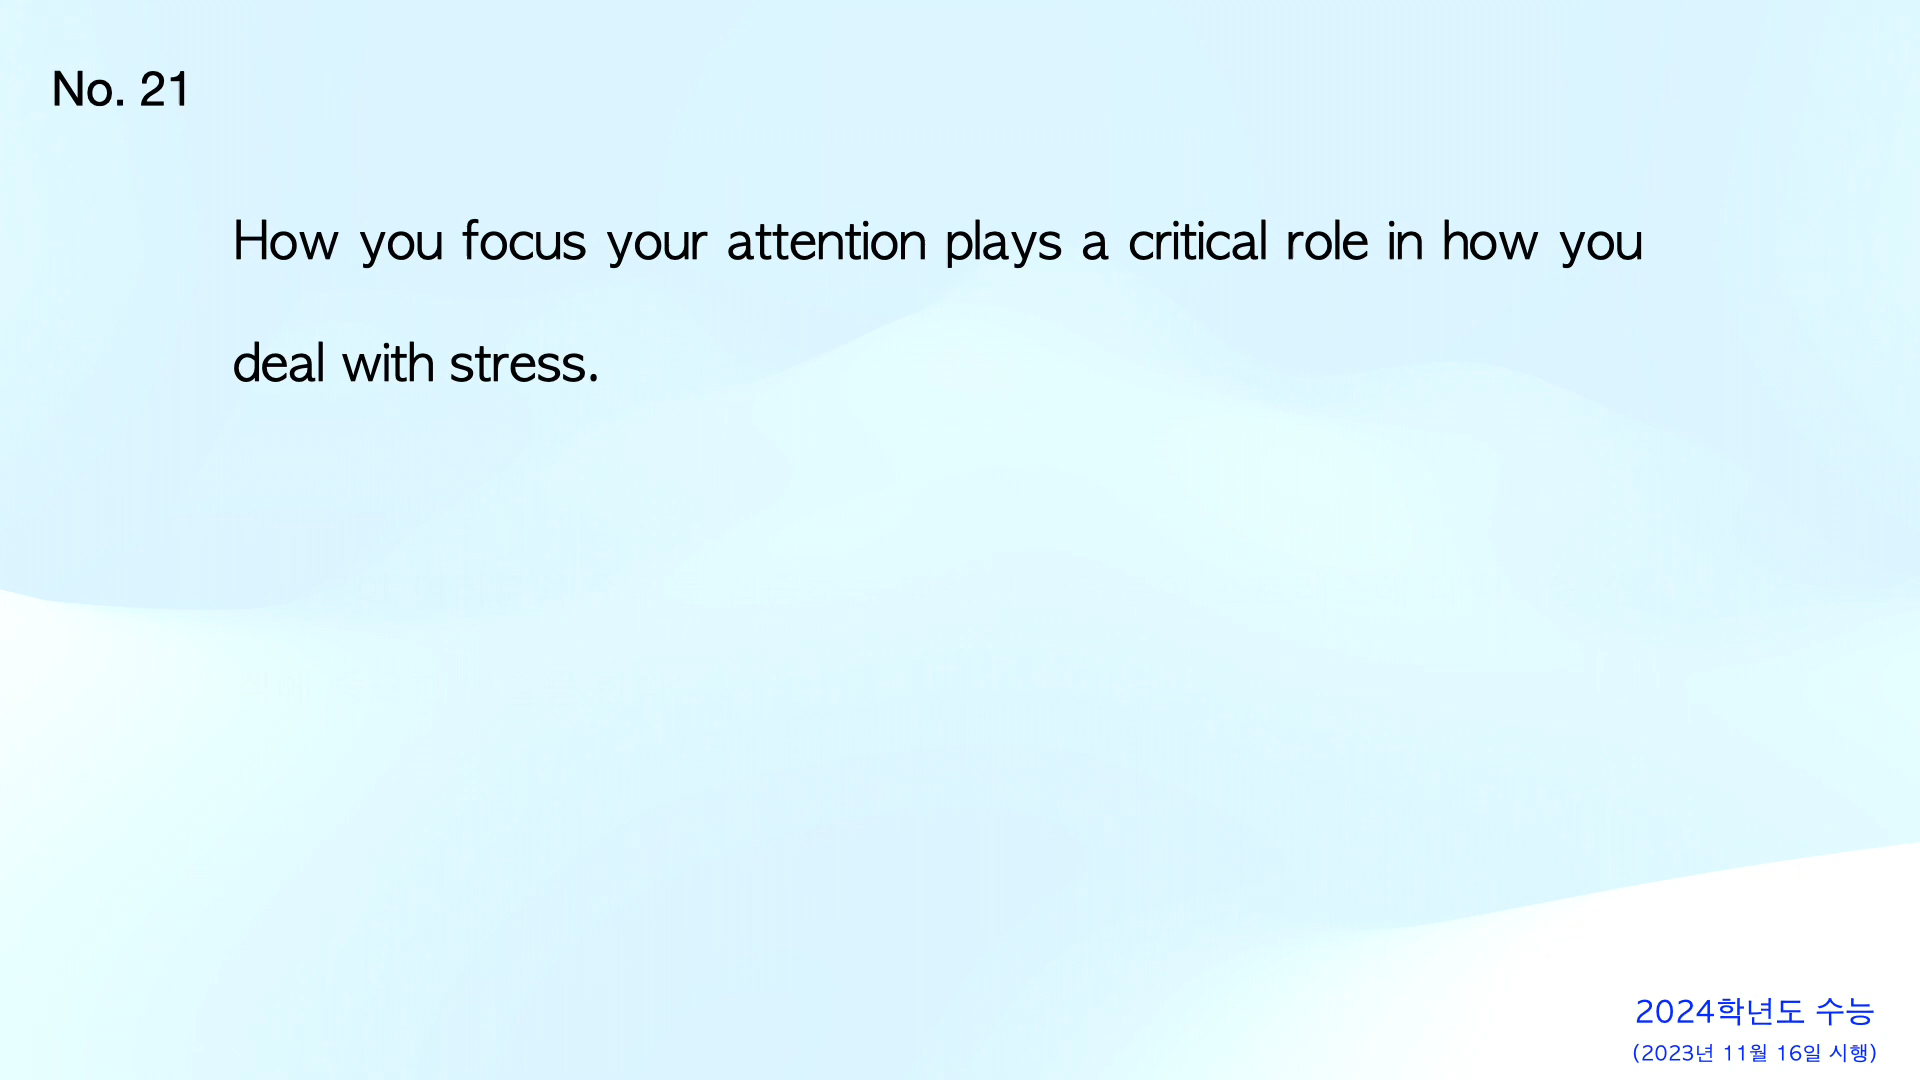 No. 21
How you focus your attention plays a critical role in how you
deal with stress.
2024학년도 수능
(2023년 11월 16일 시행)